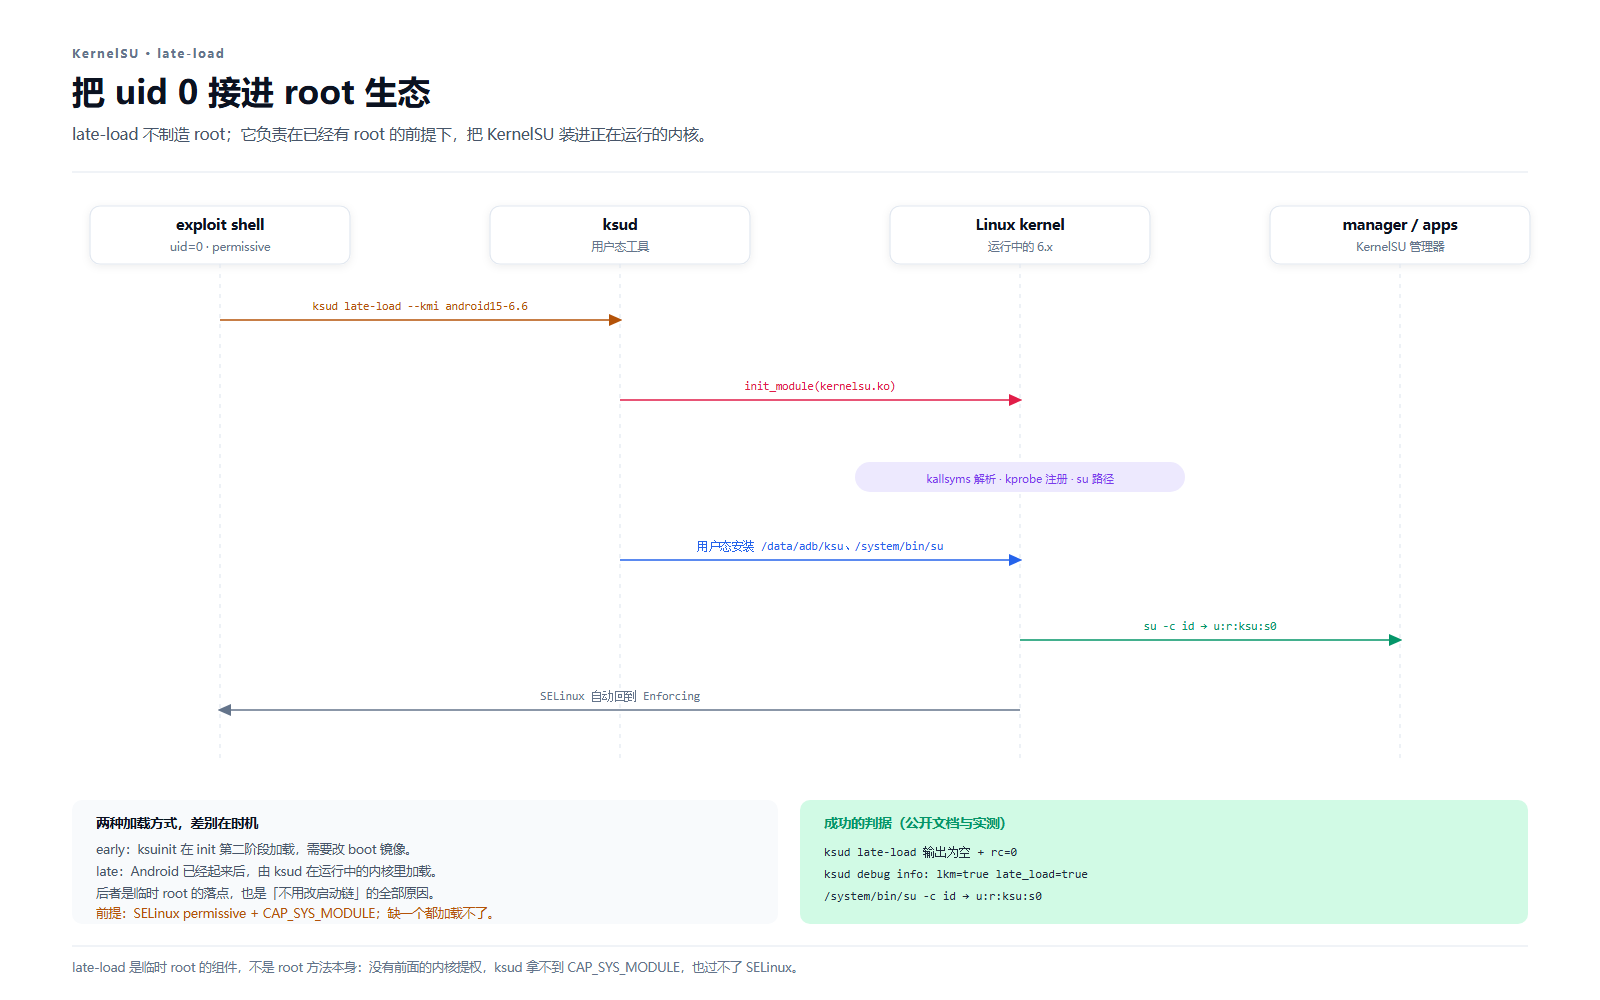 KernelSU • late-load
把 uid 0 接进 root 生态
late-load 不制造 root；它负责在已经有 root 的前提下，把 KernelSU 装进正在运行的内核。
exploit shell
uid=0 · permissive
ksud
用户态工具
Linux kernel
运行中的 6.x
manager / apps
KernelSU 管理器
ksud late-load --kmi android15-6.6
init_module(kernelsu.ko)
kallsyms 解析 · kprobe 注册 · su 路径
用户态安装 /data/adb/ksu、/system/bin/su
su -c id → u:r:ksu:s0
SELinux 自动回到 Enforcing
两种加载方式，差别在时机
early：ksuinit 在 init 第二阶段加载，需要改 boot 镜像。
late：Android 已经起来后，由 ksud 在运行中的内核里加载。
后者是临时 root 的落点，也是「不用改启动链」的全部原因。
前提：SELinux permissive + CAP_SYS_MODULE；缺一个都加载不了。
成功的判据（公开文档与实测）
ksud late-load 输出为空 + rc=0
ksud debug info: lkm=true late_load=true
/system/bin/su -c id → u:r:ksu:s0
late-load 是临时 root 的组件，不是 root 方法本身：没有前面的内核提权，ksud 拿不到 CAP_SYS_MODULE，也过不了 SELinux。